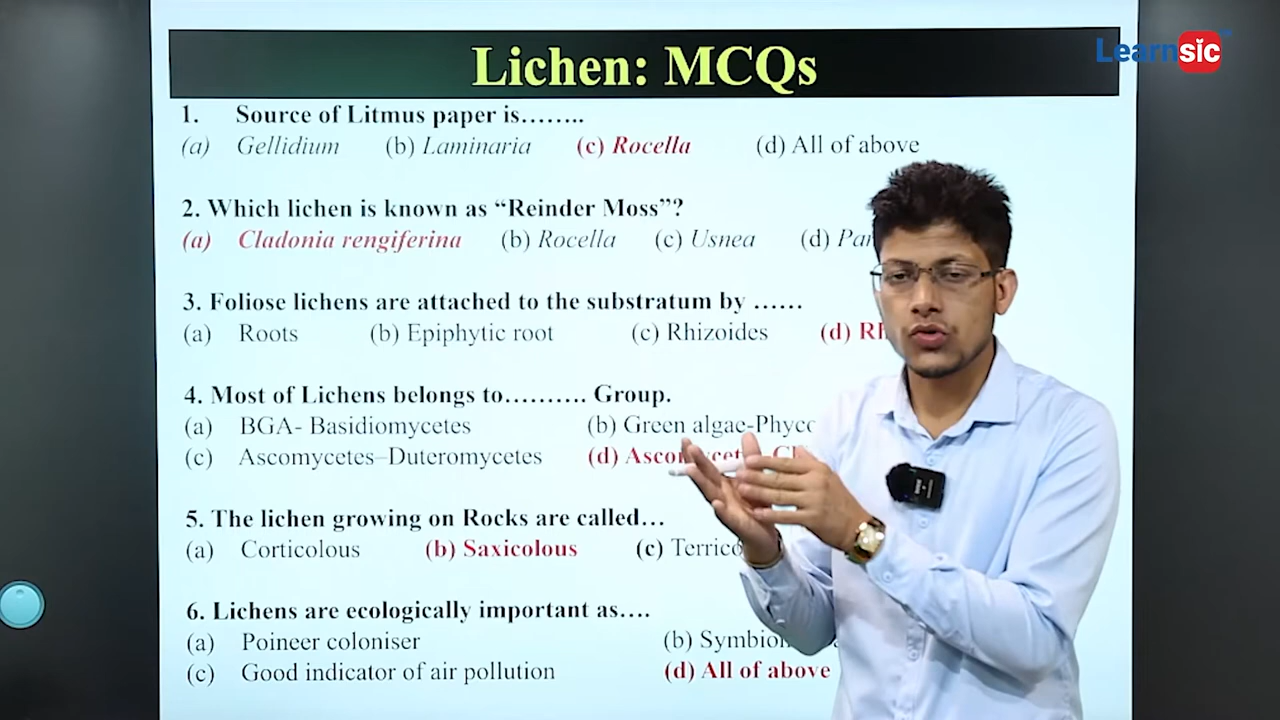 Lichen: MCQs
Learnsic
1. Source of Litmus paper is……..
(a) Gellidium (b) Laminaria (c) Rocella (d) All of above
2. Which lichen is known as “Reinder Moss”?
(a) Cladonia rengiferina (b) Rocella (c) Usnea (d)
3. Foliose lichens are attached to the substratum by ……
(a) Roots (b) Epiphytic root (c) Rhizoides (d)
4. Most of Lichens belongs to………. Group.
(a) BGA- Basidiomycetes (b) Green algae-
(c) Ascomycetes–Duteromycetes (d)
5. The lichen growing on Rocks are called…
(a) Corticolous (b) Saxicolous (c)
6. Lichens are ecologically important as….
(a) Poineer coloniser (b)
(c) Good indicator of air pollution (d) All of above